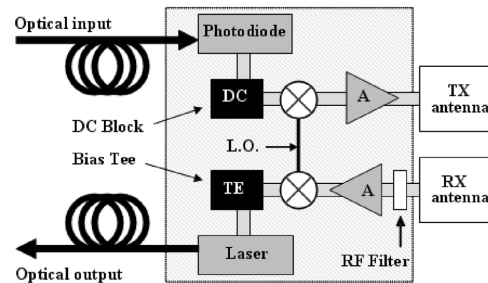 Optical input
Photodiode
DC
A
TX
antenna
DC Block
L.O.
Bias Tee
TE
A
RX
antenna
Laser
RF Filter
Optical output